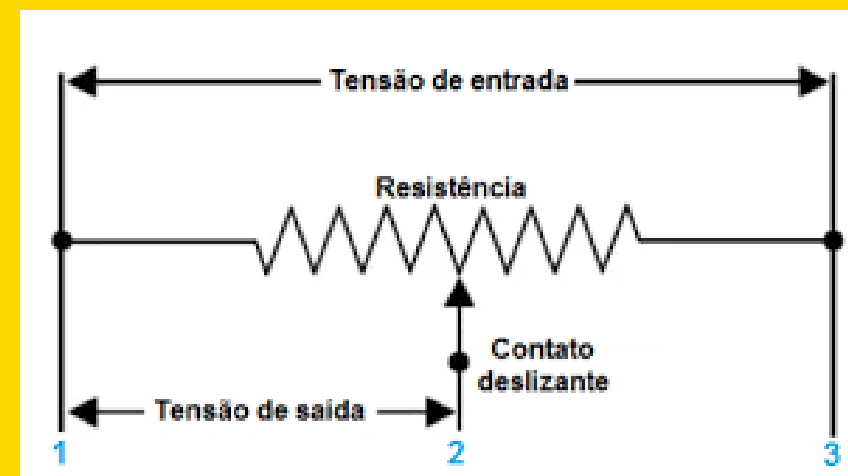 Tensão de entrada
Resistência
Contato
deslizante
Tensão de saída
1
2
3